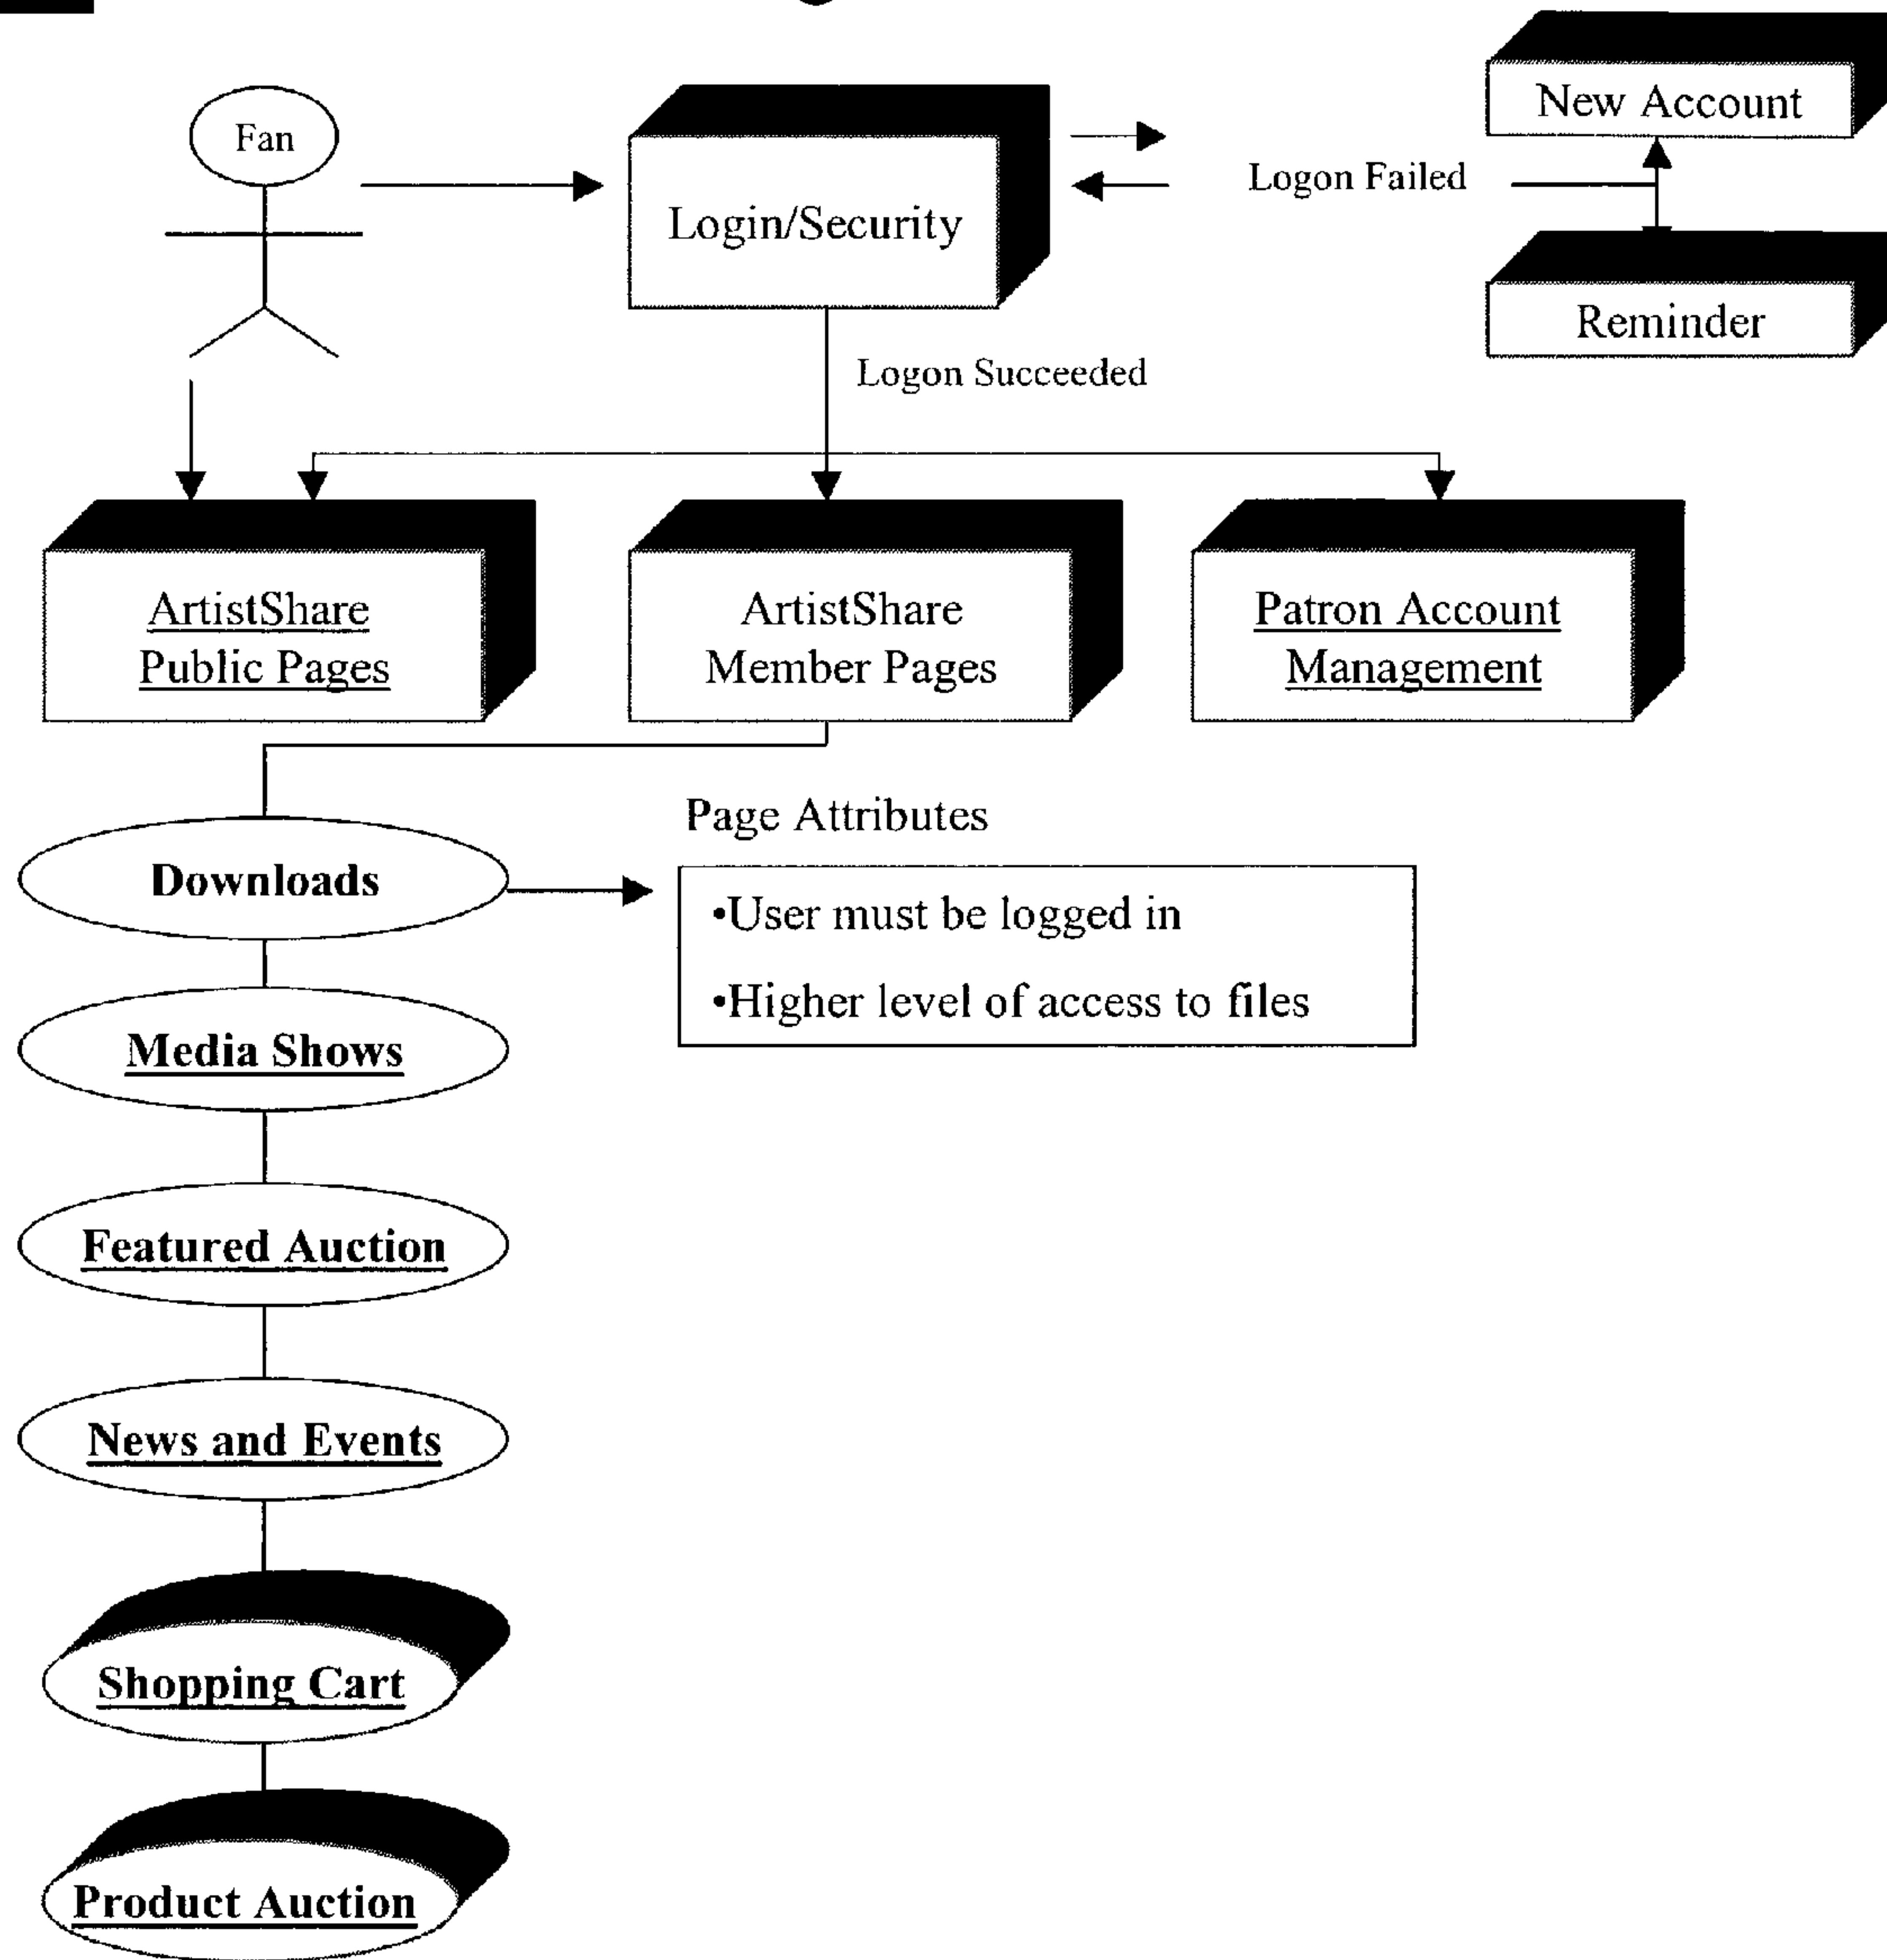 New Account
Fan
Logon Failed
Login/Security
Reminder
Logon Succeeded
ArtistShare
Public Pages
ArtistShare
Member Pages
Patron Account
Management
Page Attributes
Downloads
•User must be logged in
•Higher level of access to files
Media Shows
Featured Auction
News and Events
Shopping Cart
Product Auction